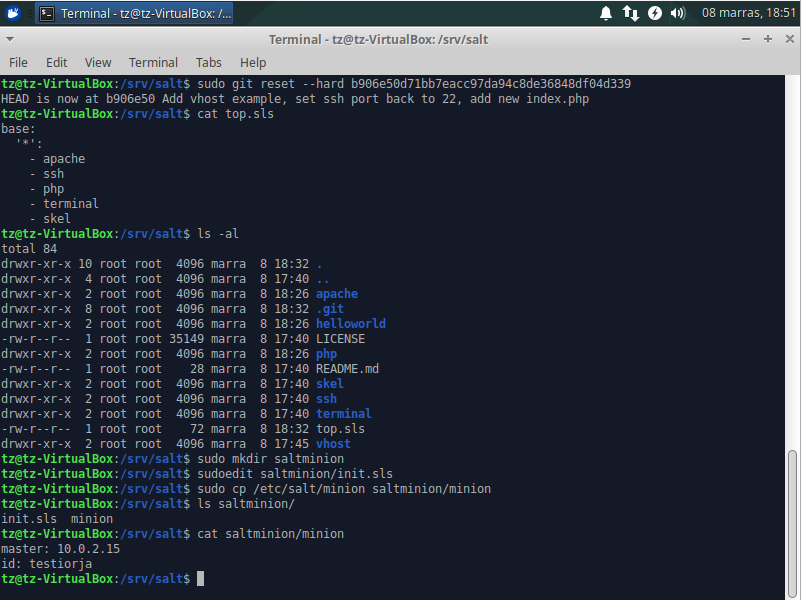 Terminal - tz@tz-VirtualBox: /...
08 marras, 18:51
Terminal - tz@tz-VirtualBox: /srv/salt
File Edit View Terminal Tabs Help
tz@tz-VirtualBox:/srv/salt$ sudo git reset --hard b906e50d71bb7eacc97da94c8de36848df04d339
HEAD is now at b906e50 Add vhost example, set ssh port back to 22, add new index.php
tz@tz-VirtualBox:/srv/salt$ cat top.sls
base:
  '*':
    - apache
    - ssh
    - php
    - terminal
    - skel
tz@tz-VirtualBox:/srv/salt$ ls -al
total 84
drwxr-xr-x 10 root root  4096 marra  8 18:32 .
drwxr-xr-x  4 root root  4096 marra  8 17:40 ..
drwxr-xr-x  2 root root  4096 marra  8 18:26 apache
drwxr-xr-x  8 root root  4096 marra  8 18:32 .git
drwxr-xr-x  2 root root  4096 marra  8 18:26 helloworld
-rw-r--r--  1 root root 35149 marra  8 17:40 LICENSE
drwxr-xr-x  2 root root  4096 marra  8 18:26 php
-rw-r--r--  1 root root    28 marra  8 17:40 README.md
drwxr-xr-x  2 root root  4096 marra  8 17:40 skel
drwxr-xr-x  2 root root  4096 marra  8 17:40 ssh
drwxr-xr-x  2 root root  4096 marra  8 17:40 terminal
-rw-r--r--  1 root root    72 marra  8 18:32 top.sls
drwxr-xr-x  2 root root  4096 marra  8 17:45 vhost
tz@tz-VirtualBox:/srv/salt$ sudo mkdir saltminion
tz@tz-VirtualBox:/srv/salt$ sudoedit saltminion/init.sls
tz@tz-VirtualBox:/srv/salt$ sudo cp /etc/salt/minion saltminion/minion
tz@tz-VirtualBox:/srv/salt$ ls saltminion/
init.sls  minion
tz@tz-VirtualBox:/srv/salt$ cat saltminion/minion
master: 10.0.2.15
id: testiorja
tz@tz-VirtualBox:/srv/salt$